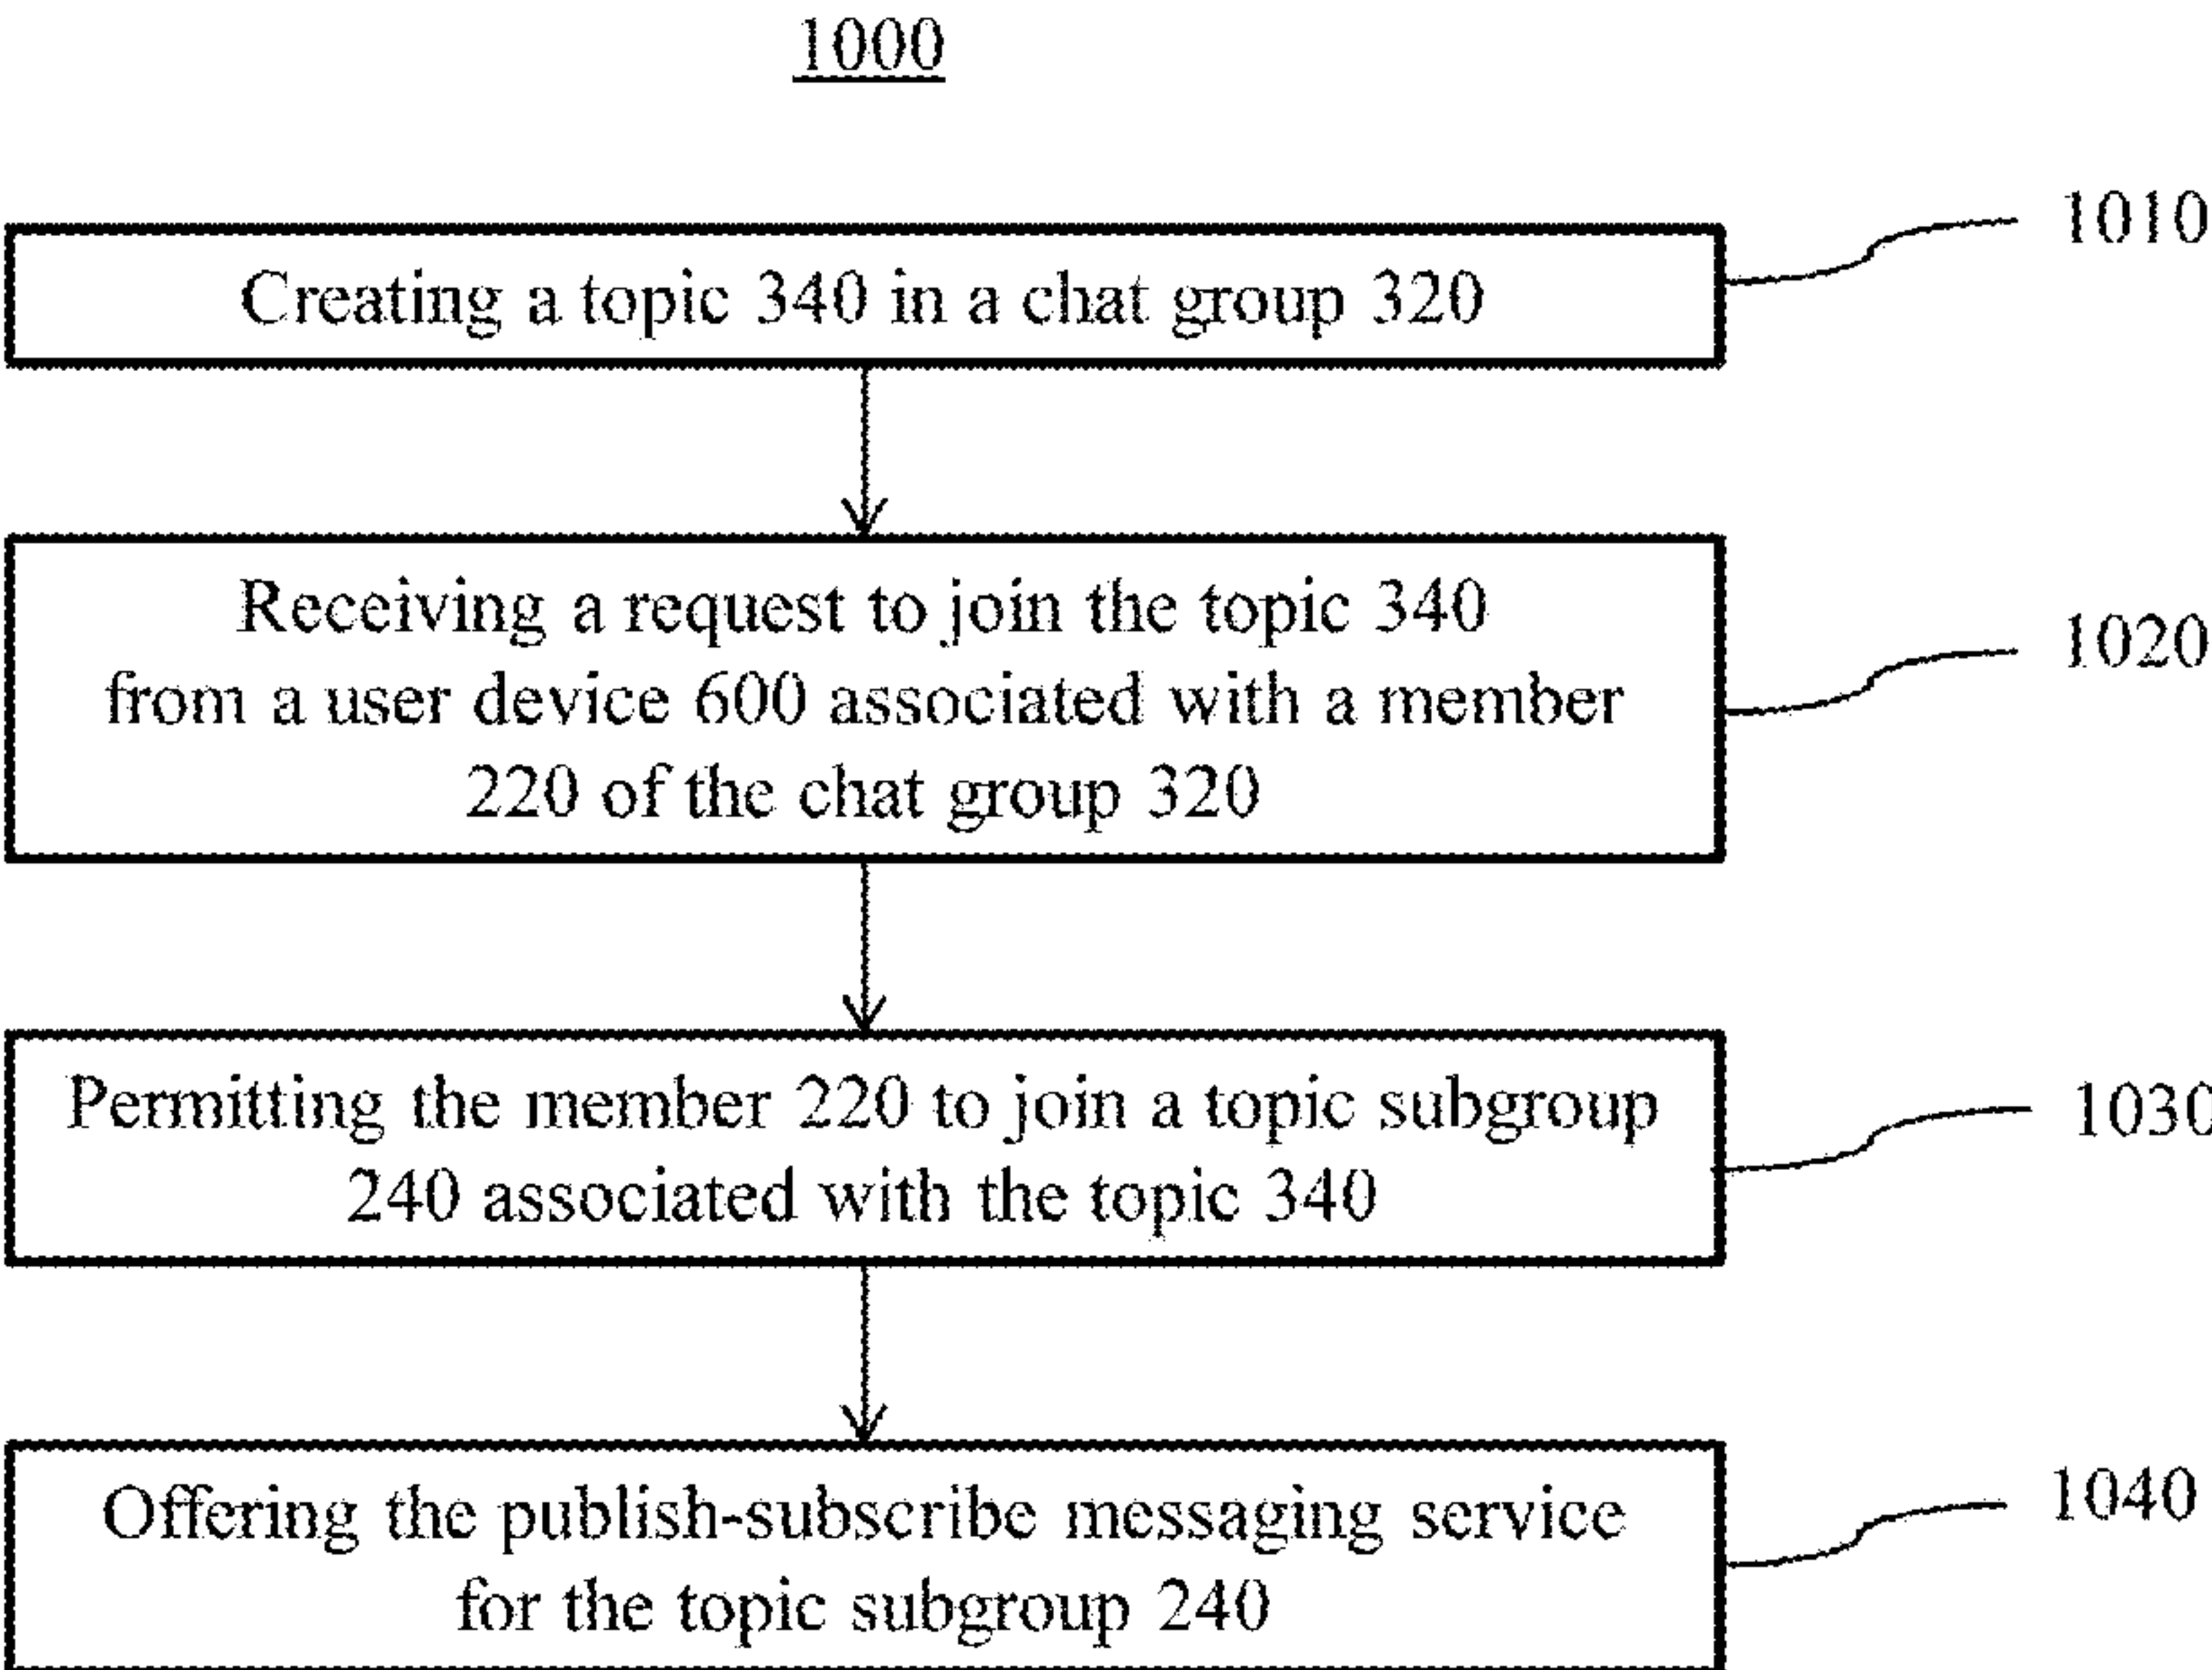 1000
Creating a topic 340 in a chat group 320
1010
Receiving a request to join the topic 340
from a user device 600 associated with a member
220 of the chat group 320
1020
Permitting the member 220 to join a topic subgroup
240 associated with the topic 340
1030
Offering the publish-subscribe messaging service
for the topic subgroup 240
1040